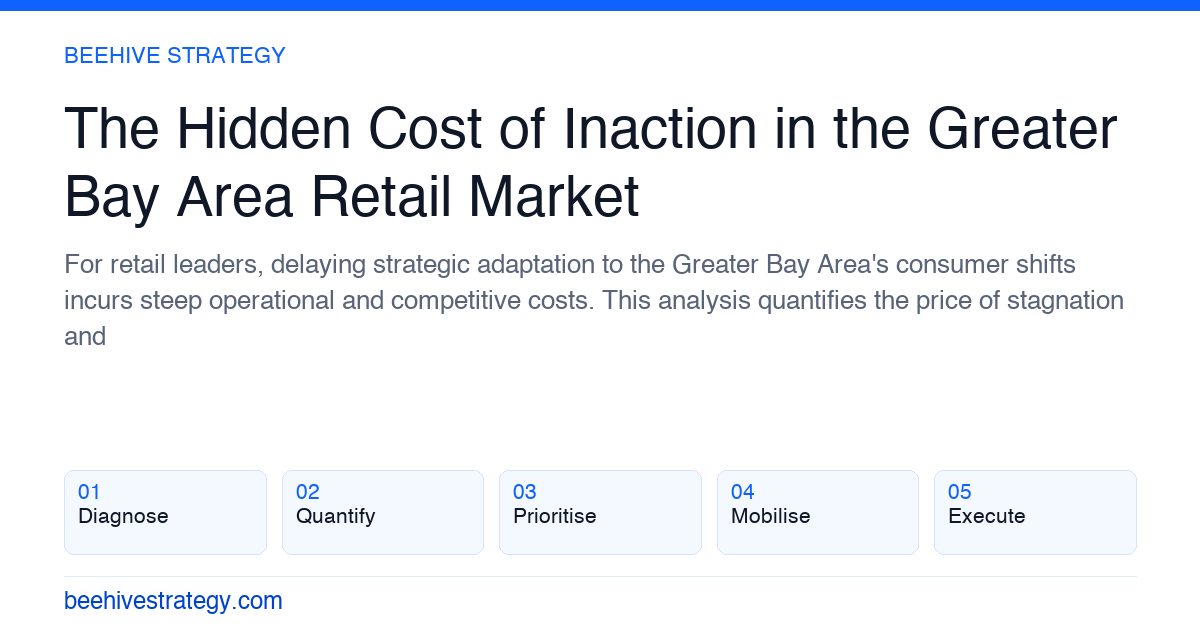 BEEHIVE STRATEGY
The Hidden Cost of Inaction in the Greater
Bay Area Retail Market
For retail leaders, delaying strategic adaptation to the Greater Bay Area's consumer shifts
incurs steep operational and competitive costs. This analysis quantifies the price of stagnation
and
01
Diagnose
02
Quantify
03
Prioritise
04
Mobilise
05
Execute
beehivestrategy.com